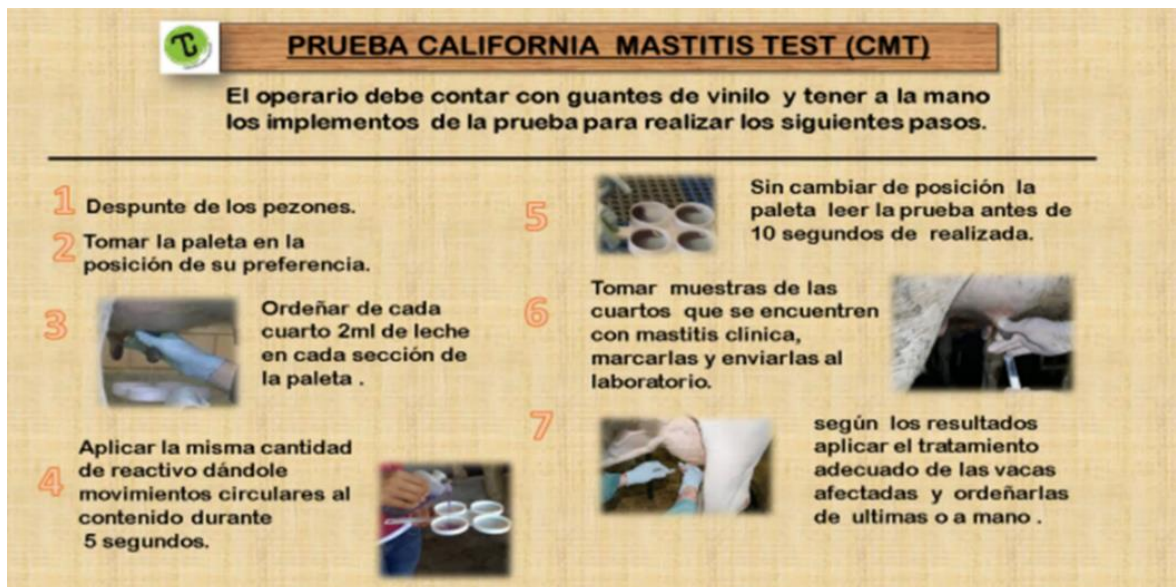 TC
PRUEBA CALIFORNIA MASTITIS TEST (CMT)
El operario debe contar con guantes de vinilo y tener a la mano
los implementos de la prueba para realizar los siguientes pasos.
1 Despunte de los pezones.
2 Tomar la paleta en la
posición de su preferencia.
3 Ordeñar de cada
cuarto 2ml de leche
en cada sección de
la paleta .
4 Aplicar la misma cantidad
de reactivo dándole
movimientos circulares al
contenido durante
5 segundos.
5 Sin cambiar de posición la
paleta leer la prueba antes de
10 segundos de realizada.
6 Tomar muestras de las
cuartos que se encuentren
con mastitis clínica,
marcarlas y enviarlas al
laboratorio.
7 según los resultados
aplicar el tratamiento
adecuado de las vacas
afectadas y ordeñarlas
de ultimas o a mano .